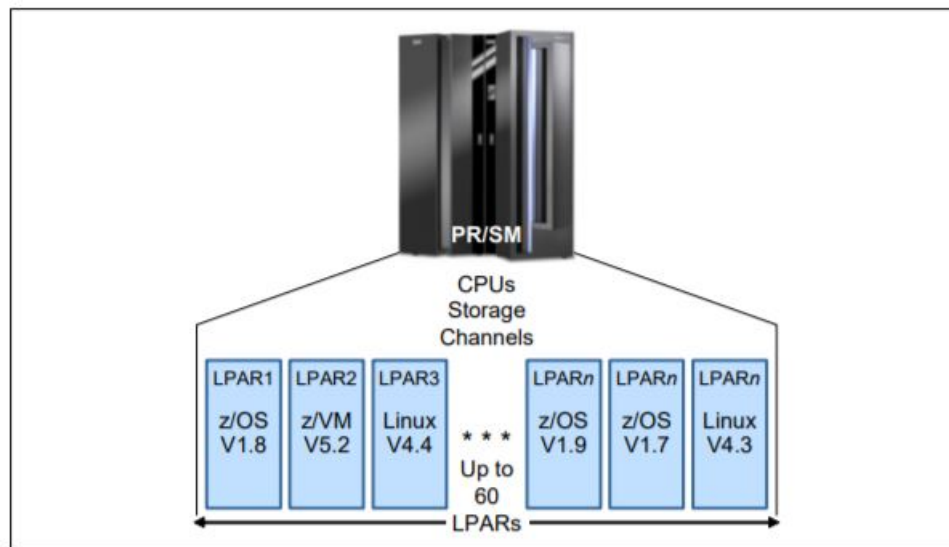 PR/SM
CPUs
Storage
Channels
LPAR1
z/OS
V1.8
LPAR2
z/VM
V5.2
LPAR3
Linux
V4.4
* * *
Up to
60
LPARs
LPARn
z/OS
V1.9
LPARn
z/OS
V1.7
LPARn
Linux
V4.3